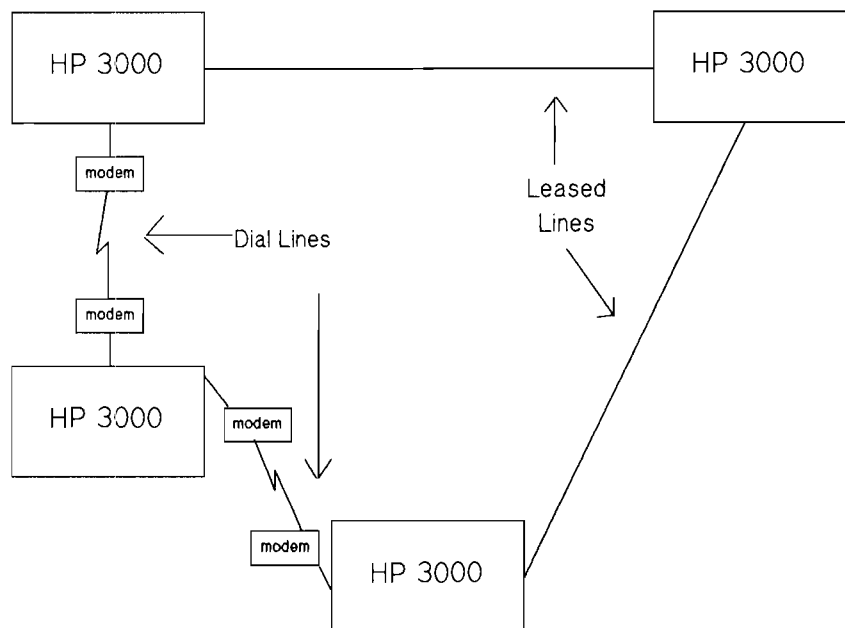 HP 3000
HP 3000
modem
Leased
Lines
Dial Lines
modem
HP 3000
modem
modem
HP 3000